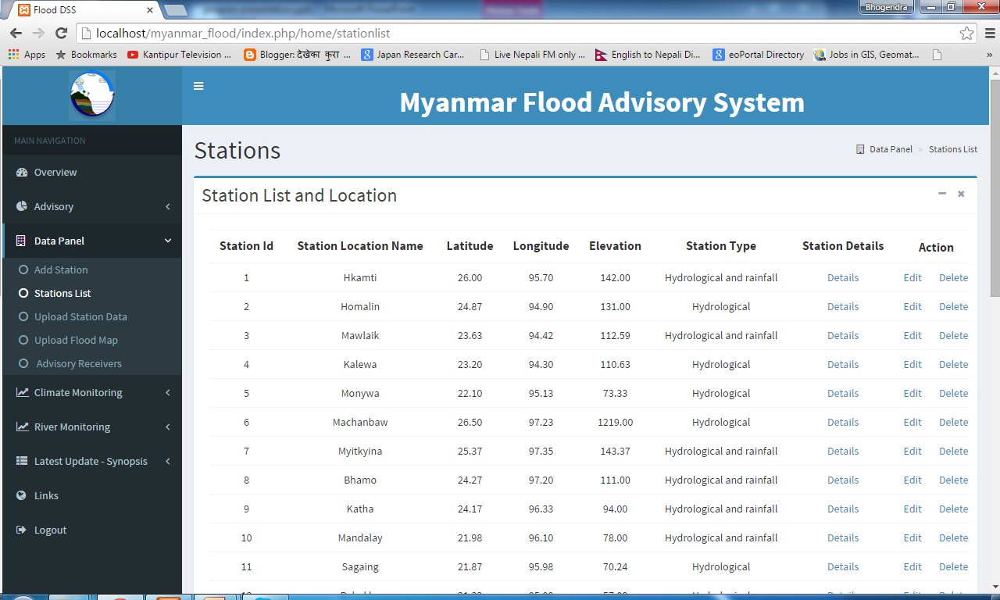 Flood DSS
Bhogendra
localhost/myanmar_flood/index.php/home/stationlist
Apps Bookmarks Kantipur Television ... Blogger: देखेका कुरा ... Japan Research Car... Live Nepali FM only ... English to Nepali Di... eoPortal Directory Jobs in GIS, Geomat... »
Myanmar Flood Advisory System
MAIN NAVIGATION
Overview
Advisory
Data Panel
Add Station
Stations List
Upload Station Data
Upload Flood Map
Advisory Receivers
Climate Monitoring
River Monitoring
Latest Update - Synopsis
Links
Logout
Stations
Data Panel > Stations List
Station List and Location
Station Id Station Location Name Latitude Longitude Elevation Station Type Station Details Action
1 Hkamti 26.00 95.70 142.00 Hydrological and rainfall Details Edit Delete
2 Homalin 24.87 94.90 131.00 Hydrological Details Edit Delete
3 Mawlaik 23.63 94.42 112.59 Hydrological and rainfall Details Edit Delete
4 Kalewa 23.20 94.30 110.63 Hydrological Details Edit Delete
5 Monywa 22.10 95.13 73.33 Hydrological Details Edit Delete
6 Machanbaw 26.50 97.23 1219.00 Hydrological Details Edit Delete
7 Myitkyina 25.37 97.35 143.37 Hydrological and rainfall Details Edit Delete
8 Bhamo 24.27 97.20 111.00 Hydrological and rainfall Details Edit Delete
9 Katha 24.17 96.33 94.00 Hydrological and rainfall Details Edit Delete
10 Mandalay 21.98 96.10 78.00 Hydrological and rainfall Details Edit Delete
11 Sagaing 21.87 95.98 70.24 Hydrological Details Edit Delete